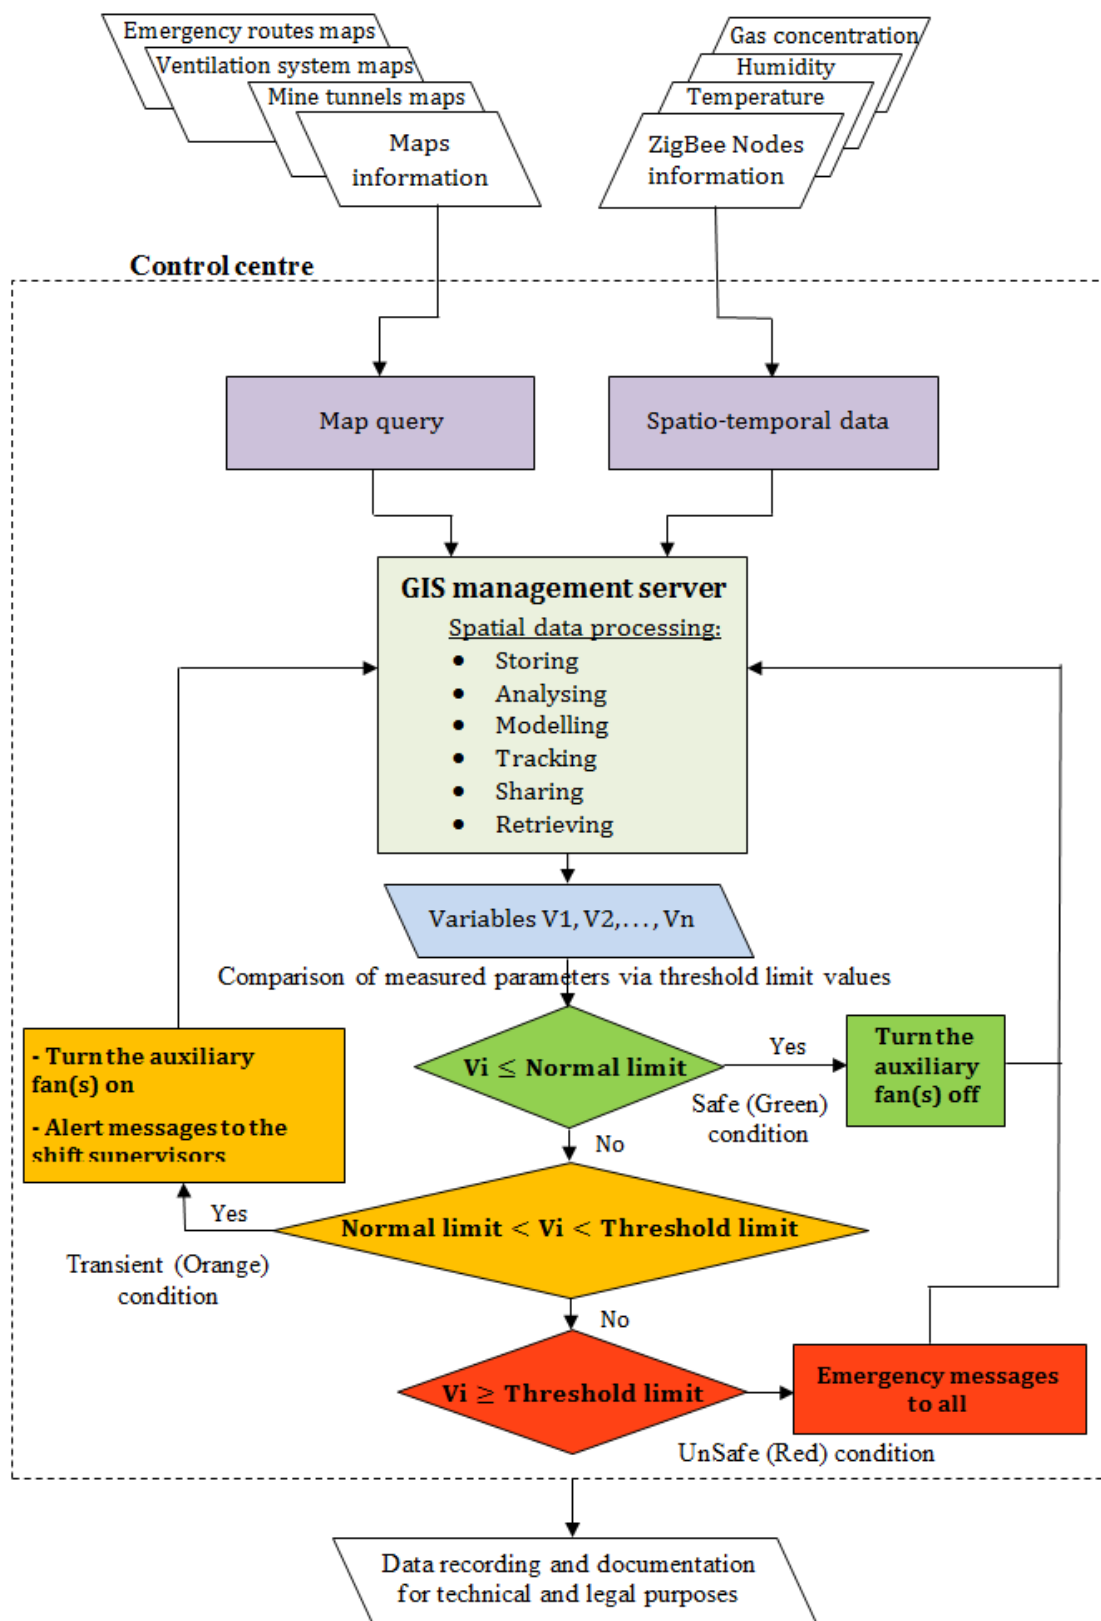 Emergency routes maps
Ventilation system maps
Mine tunnels maps
Maps
information
Gas concentration
Humidity
Temperature
ZigBee Nodes
information
Control centre
Map query
Spatio-temporal data
GIS management server
Spatial data processing:
● Storing
● Analysing
● Modelling
● Tracking
● Sharing
● Retrieving
Variables V1, V2,..., Vn
Comparison of measured parameters via threshold limit values
Vi ≤ Normal limit
Yes
Safe (Green)
condition
Turn the
auxiliary
fan(s) off
No
- Turn the auxiliary
fan(s) on
- Alert messages to the
shift supervisors
Normal limit < Vi < Threshold limit
Yes
Transient (Orange)
condition
No
Vi ≥ Threshold limit
Emergency messages
to all
UnSafe (Red) condition
Data recording and documentation
for technical and legal purposes